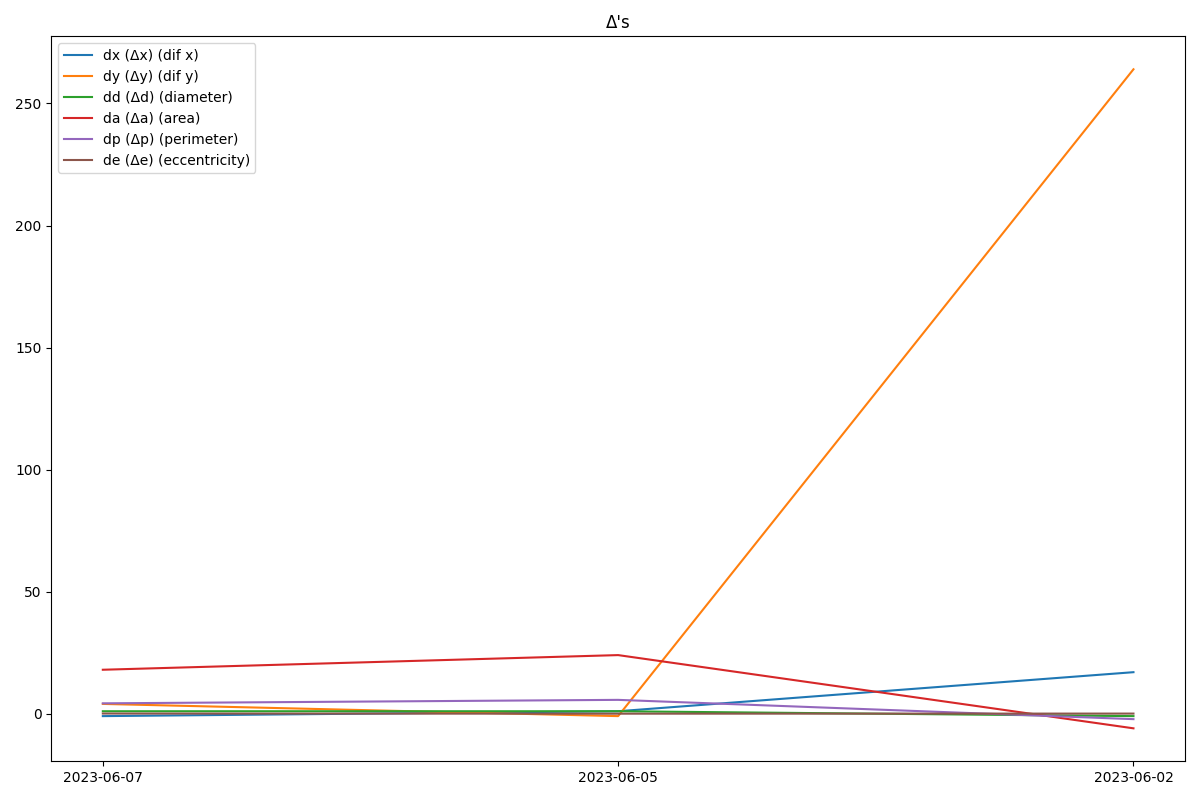 Δ's
dx (Δx) (dif x)
dy (Δy) (dif y)
dd (Δd) (diameter)
da (Δa) (area)
dp (Δp) (perimeter)
de (Δe) (eccentricity)
250
200
150
100
50
0
2023-06-07
2023-06-05
2023-06-02